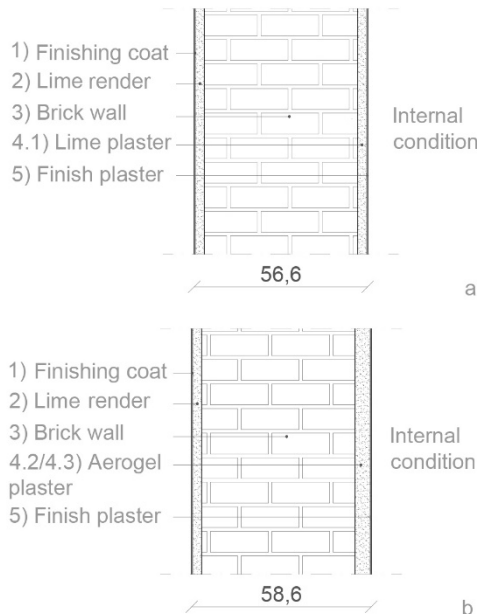 1) Finishing coat
2) Lime render
3) Brick wall
4.1) Lime plaster
5) Finish plaster
Internal
condition
56,6
a
1) Finishing coat
2) Lime render
3) Brick wall
4.2/4.3) Aerogel
plaster
5) Finish plaster
Internal
condition
58,6
b